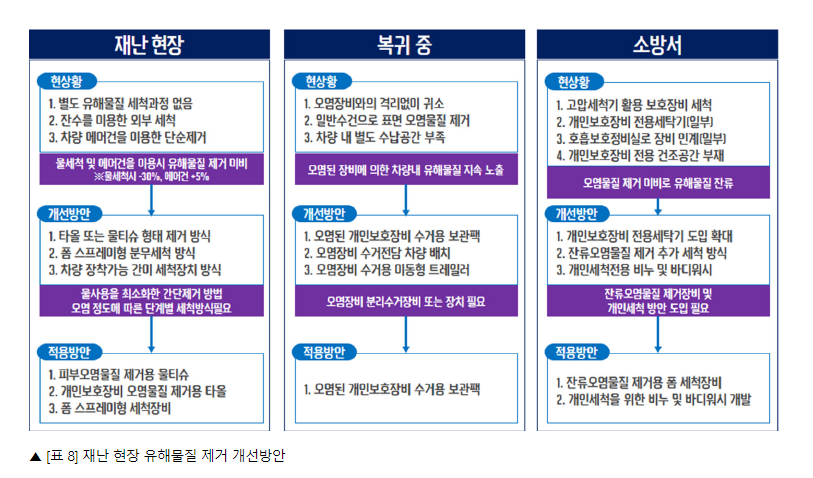 재난 현장
현상황
1. 별도 유해물질 세척과정 없음
2. 잔수를 이용한 외부 세척
3. 차량 에어건을 이용한 단순제거
물세척 및 에어건을 이용시 유해물질 제거 미비
※물세척시 -30%, 에어건 +5%
개선방안
1. 타올 또는 물티슈 형태 제거 방식
2. 폼 스프레이형 분무세척 방식
3. 차량 장착가능 간이 세척장치 방식
물사용을 최소화한 간단제거 방법
오염 정도에 따른 단계별 세척방식필요
적용방안
1. 피부오염물질 제거용 물티슈
2. 개인보호장비 오염물질 제거용 타올
3. 폼 스프레이형 세척장비
복귀 중
현상황
1. 오염장비와의 격리없이 귀소
2. 일반수건으로 표면 오염물질 제거
3. 차량 내 별도 수납공간 부족
오염된 장비에 의한 차량내 유해물질 지속 노출
개선방안
1. 오염된 개인보호장비 수거용 보관팩
2. 오염장비 수거전담 차량 배치
3. 오염장비 수거용 이동형 트레일러
오염장비 분리수거장비 또는 장치 필요
적용방안
1. 오염된 개인보호장비 수거용 보관팩
소방서
현상황
1. 고압세척기 활용 보호장비 세척
2. 개인보호장비 전용세탁기(일부)
3. 호흡보호정비실로 장비 인계(일부)
4. 개인보호장비 전용 건조공간 부재
오염물질 제거 미비로 유해물질 잔류
개선방안
1. 개인보호장비 전용세탁기 도입 확대
2. 잔류오염물질 제거 추가 세척 방식
3. 개인세척전용 비누 및 바디워시
잔류오염물질 제거장비 및
개인세척 방안 도입 필요
적용방안
1. 잔류오염물질 제거용 폼 세척장비
2. 개인세척을 위한 비누 및 바디워시 개발
▲ [표 8] 재난 현장 유해물질 제거 개선방안